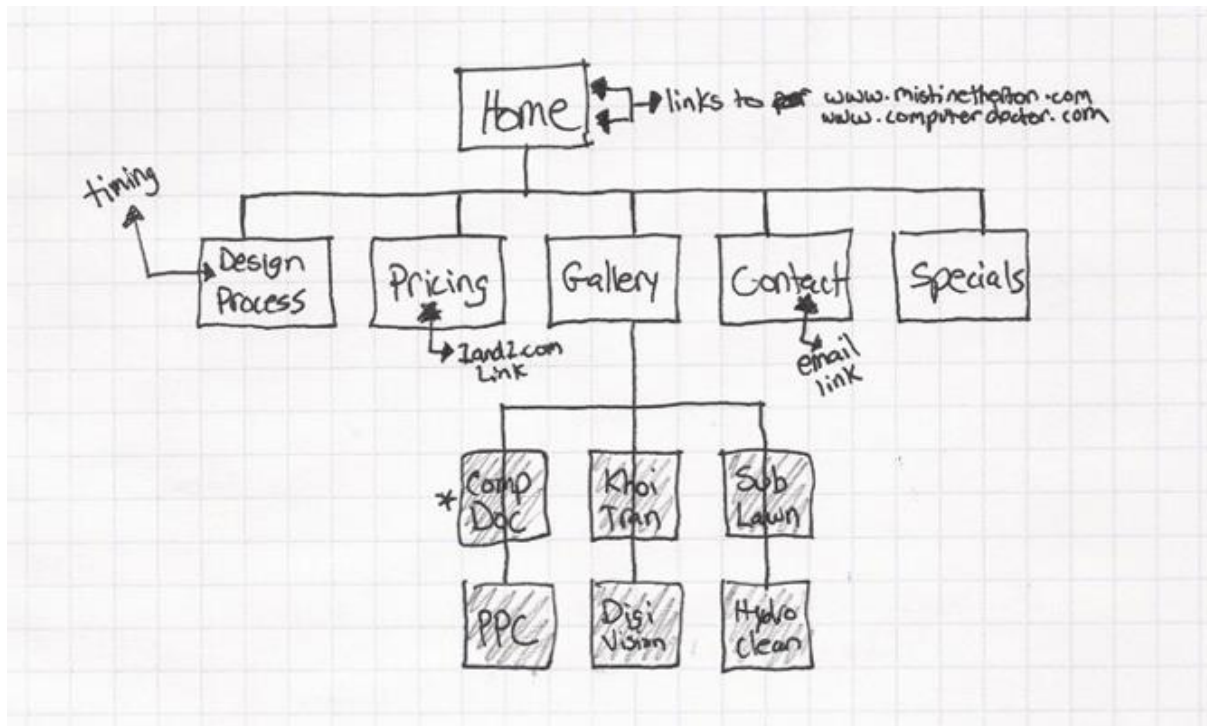 Home
links to www.mistinetherton.com
www.computerdoctor.com
timing
Design
Process
Pricing
Gallery
Contact
Specials
1and1.com
Link
email
link
* Comp
Doc
Khoi
Tran
Sub
Lawn
PPC
Digi
Vision
Hydro
clean